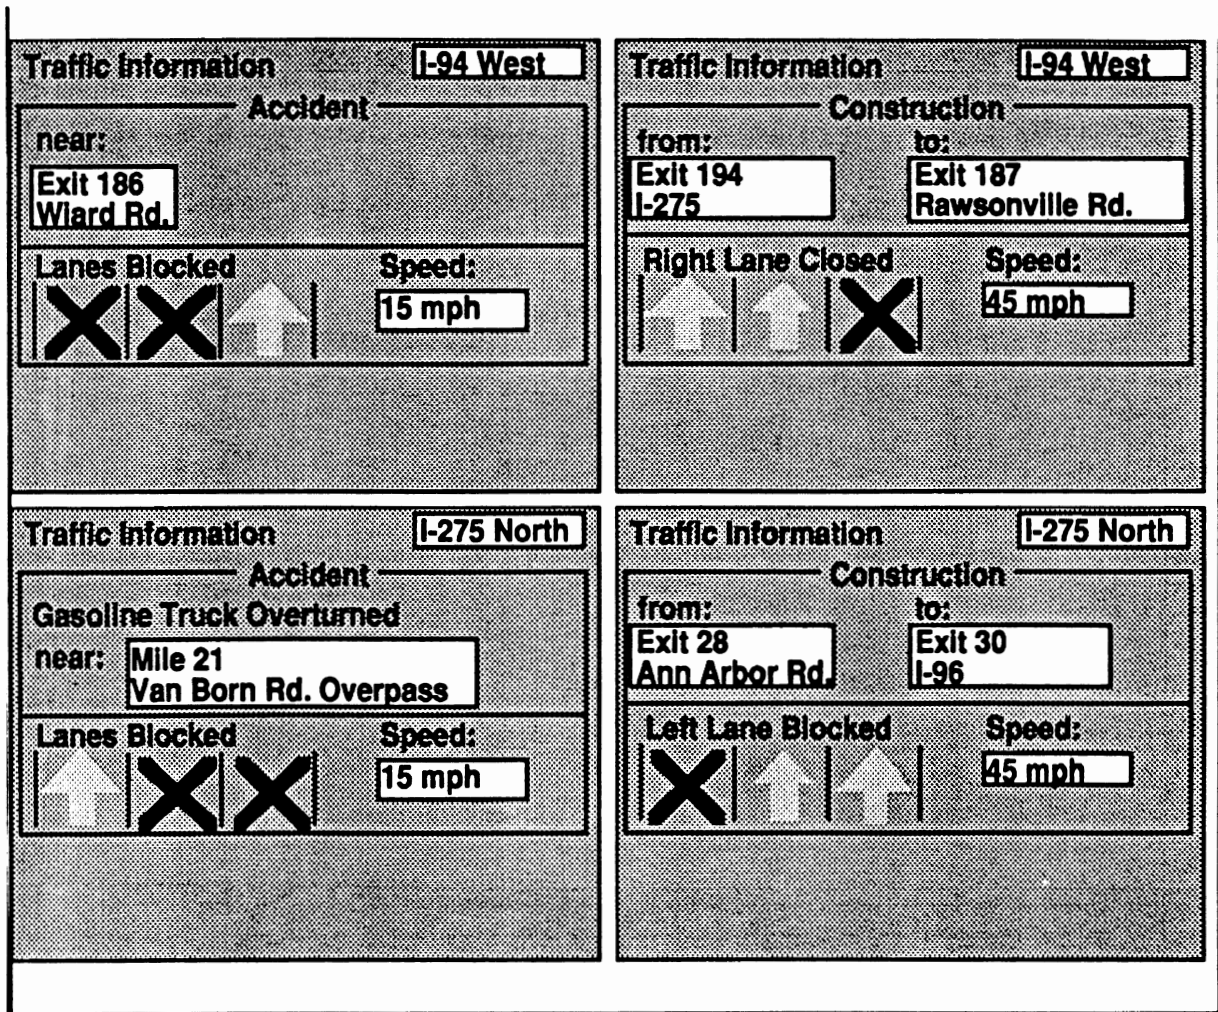 Traffic Information
I-94 West
Accident
near:
Exit 186
Wiard Rd.
Lanes Blocked
Speed:
15 mph
Traffic Information
I-94 West
Construction
from:
to:
Exit 194
I-275
Exit 187
Rawsonville Rd.
Right Lane Closed
Speed:
45 mph
Traffic Information
I-275 North
Accident
Gasoline Truck Overturned
near:
Mile 21
Van Born Rd. Overpass
Lanes Blocked
Speed:
15 mph
Traffic Information
I-275 North
Construction
from:
to:
Exit 28
Ann Arbor Rd.
Exit 30
I-96
Left Lane Blocked
Speed:
45 mph